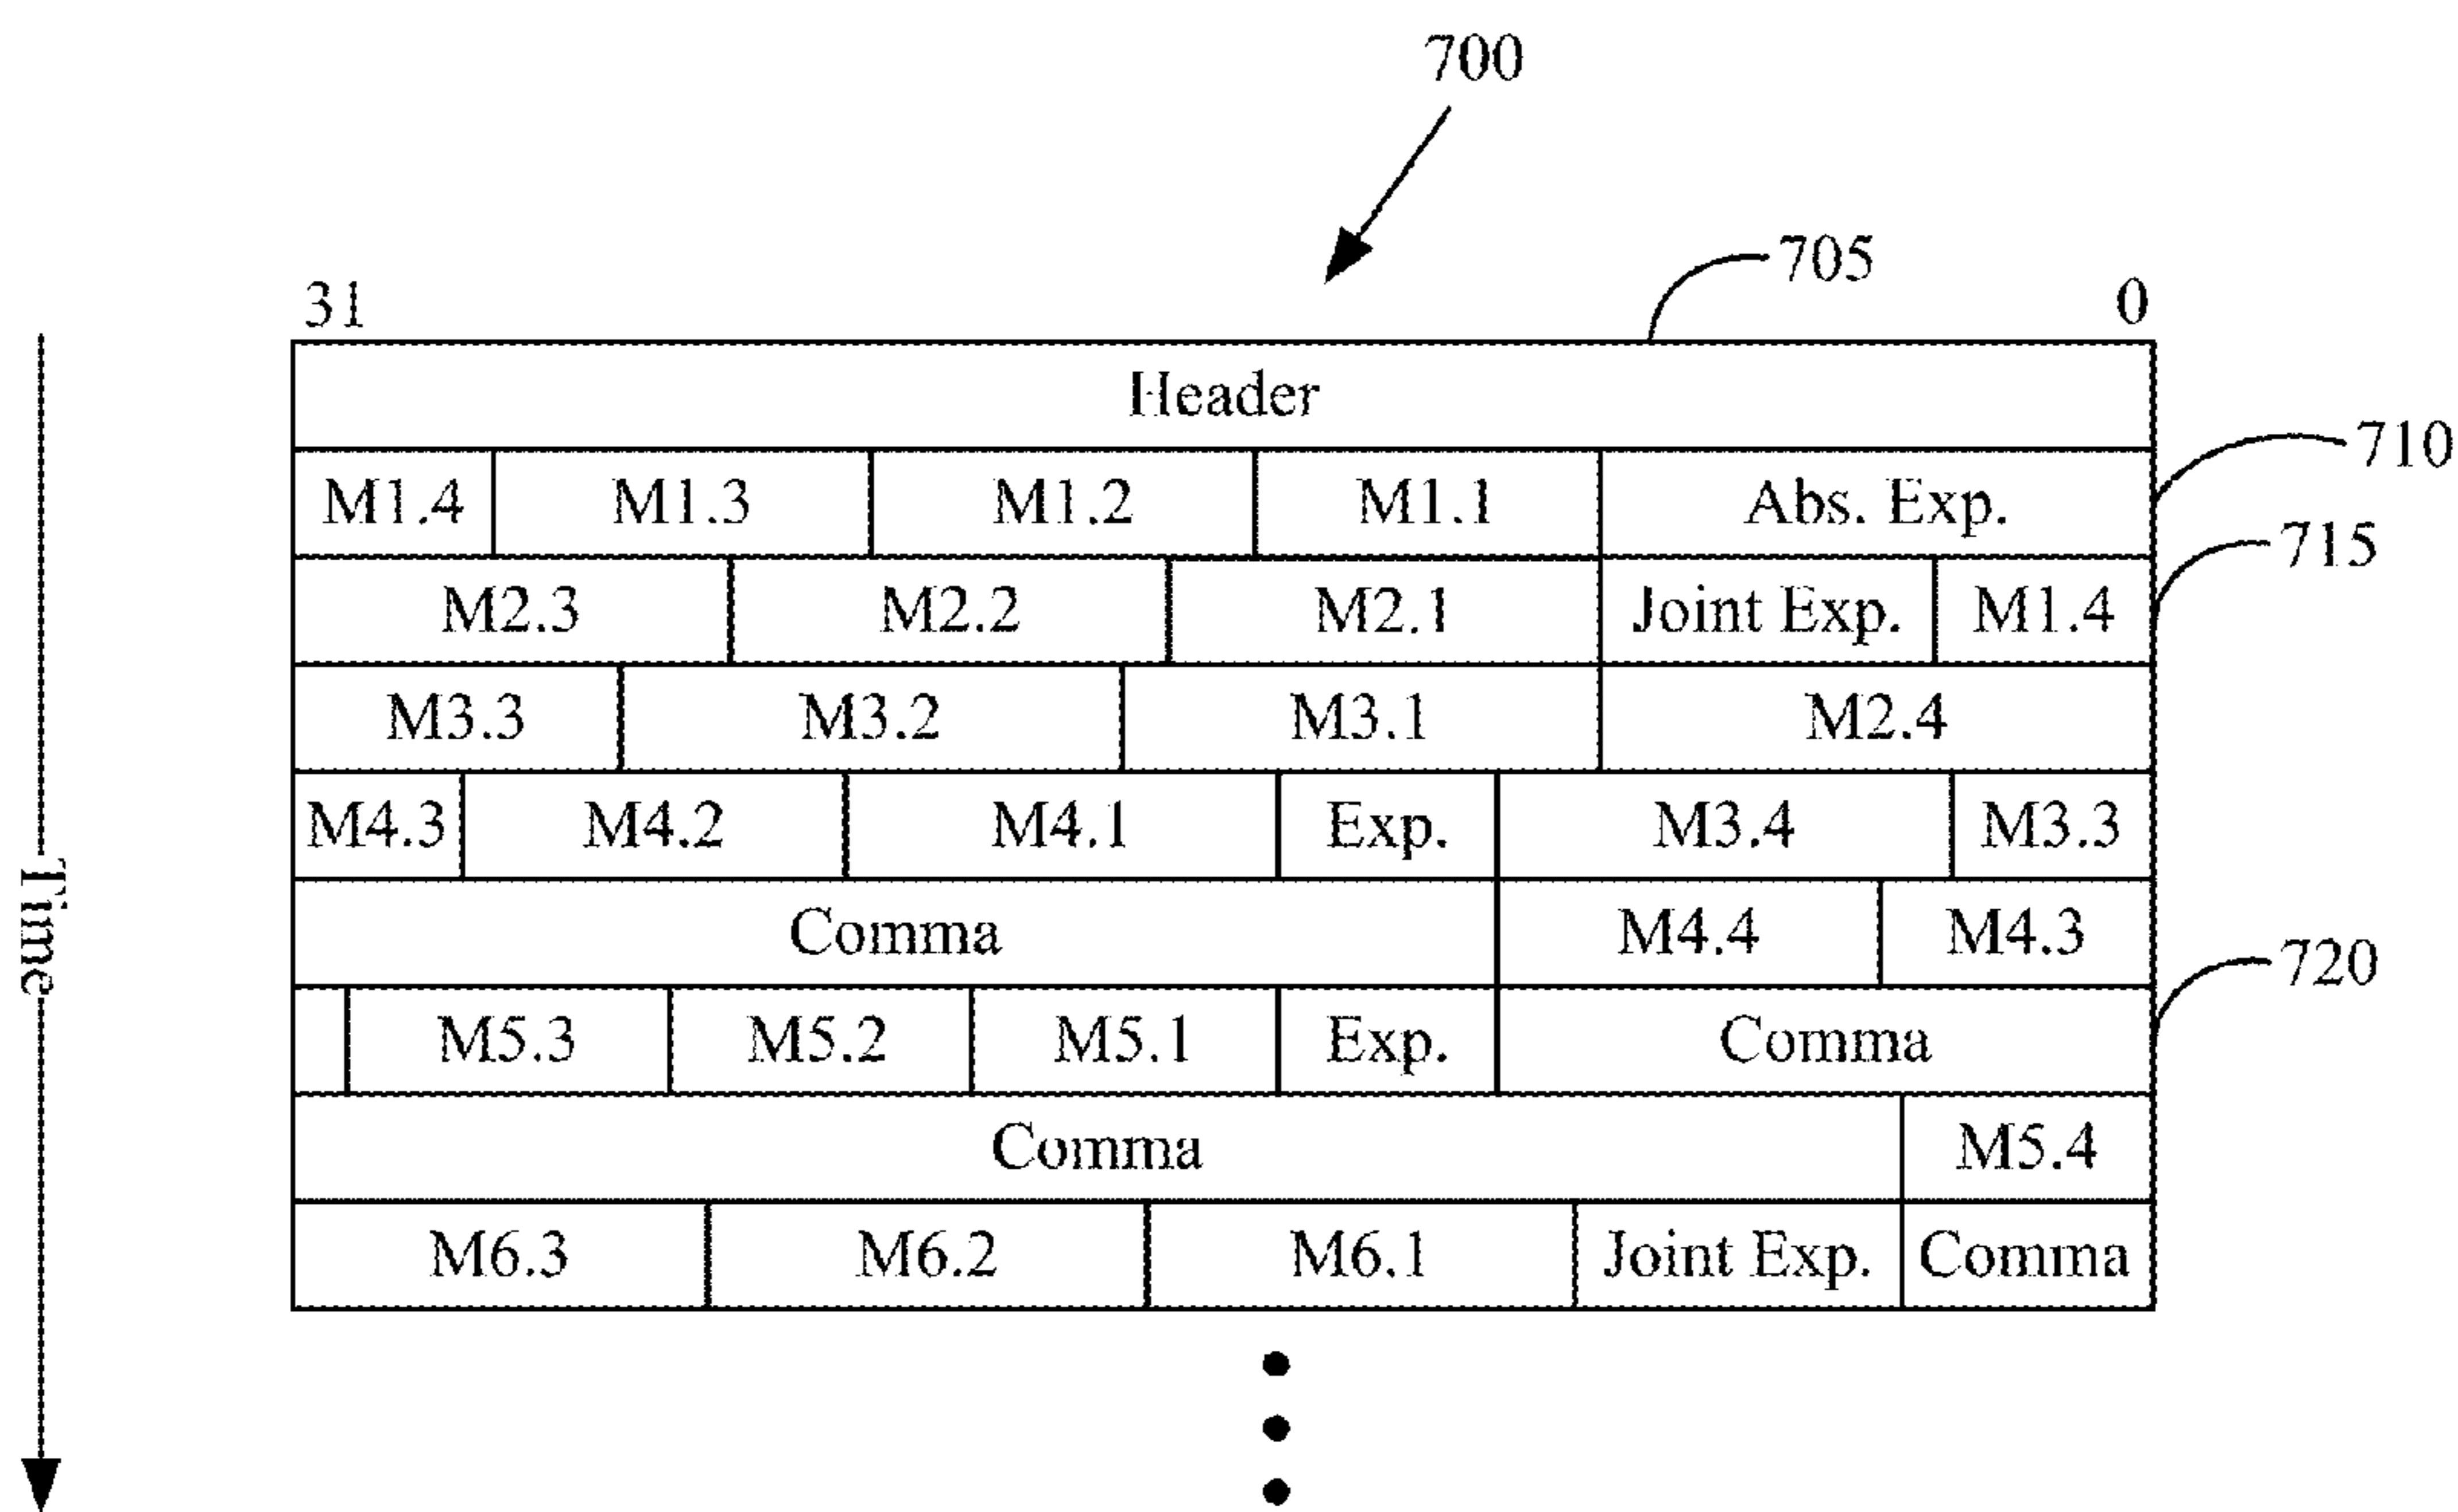 700
705
31 0
Header
710
M1.4 M1.3 M1.2 M1.1 Abs. Exp.
715
M2.3 M2.2 M2.1 Joint Exp. M1.4
M3.3 M3.2 M3.1 M2.4
M4.3 M4.2 M4.1 Exp. M3.4 M3.3
Time
Comma M4.4 M4.3
720
M5.3 M5.2 M5.1 Exp. Comma
Comma M5.4
M6.3 M6.2 M6.1 Joint Exp. Comma